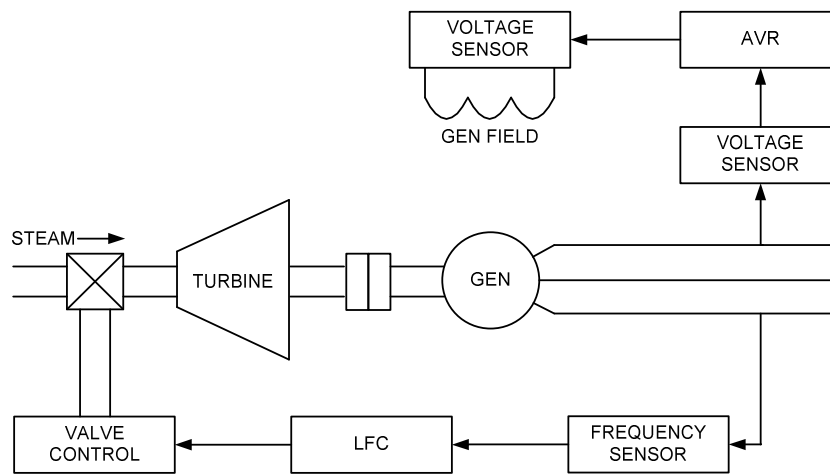 VOLTAGE
SENSOR
AVR
GEN FIELD
VOLTAGE
SENSOR
STEAM
TURBINE
GEN
VALVE
CONTROL
LFC
FREQUENCY
SENSOR